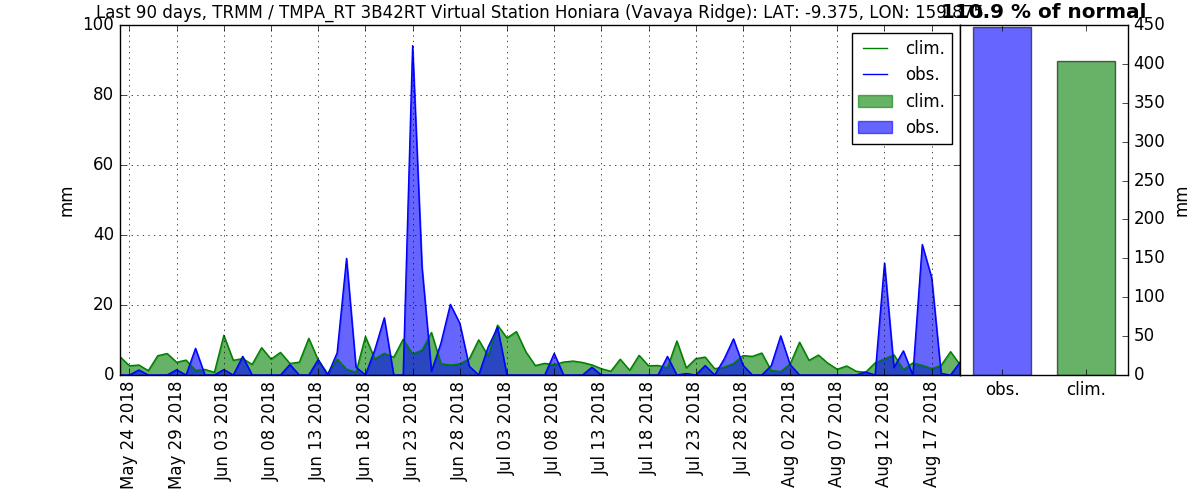 Last 90 days, TRMM / TMPA_RT 3B42RT Virtual Station Honiara (Vavaya Ridge): LAT: -9.375, LON: 159.875
110.9 % of normal
100
80
60
40
20
0
mm
clim.
obs.
clim.
obs.
450
400
350
300
250
200
150
100
50
0
mm
obs.
clim.
May 24 2018
May 29 2018
Jun 03 2018
Jun 08 2018
Jun 13 2018
Jun 18 2018
Jun 23 2018
Jun 28 2018
Jul 03 2018
Jul 08 2018
Jul 13 2018
Jul 18 2018
Jul 23 2018
Jul 28 2018
Aug 02 2018
Aug 07 2018
Aug 12 2018
Aug 17 2018